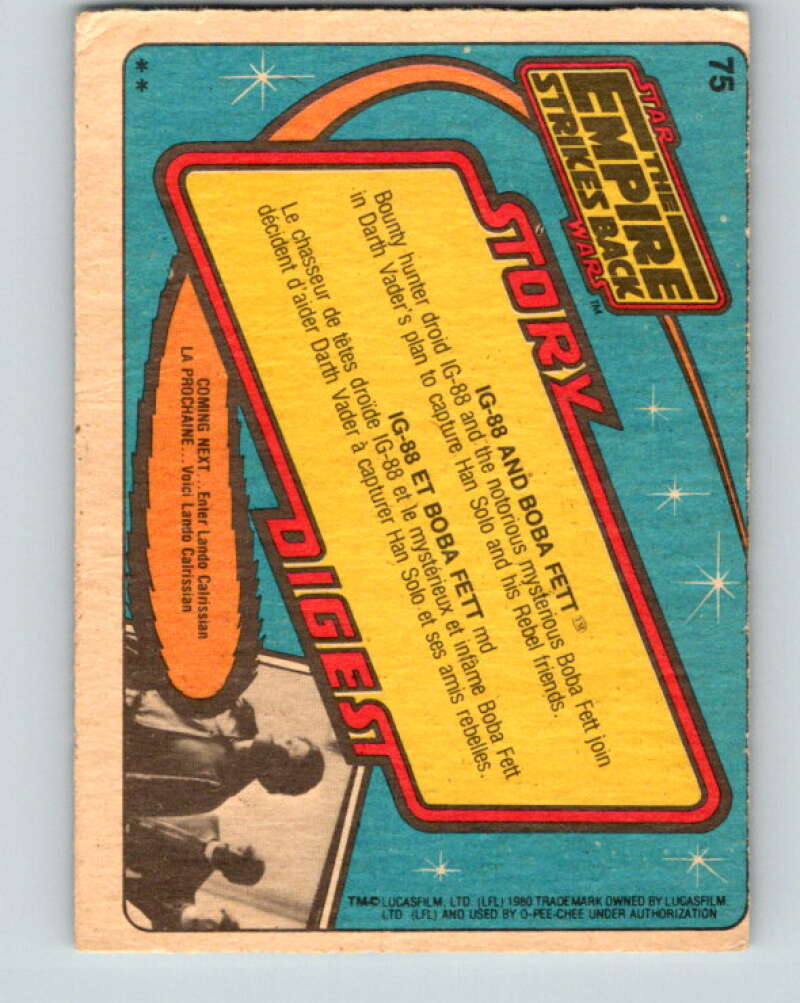 75
STAR
THE
EMPIRE
STRIKES BACK
WARS™
STORY
IG-88 AND BOBA FETT™
Bounty hunter droid IG-88 and the notorious mysterious Boba Fett join
in Darth Vader's plan to capture Han Solo and his Rebel friends.
IG-88 ET BOBA FETT md
Le chasseur de têtes droïde IG-88 et le mystérieux et infâme Boba Fett
décident d'aider Darth Vader à capturer Han Solo et ses amis rebelles.
DIGEST
COMING NEXT...Enter Lando Calrissian
LA PROCHAINE...Voici Lando Calrissian
TM© LUCASFILM, LTD. (LFL) 1980 TRADEMARK OWNED BY LUCASFILM,
LTD. (LFL) AND USED BY O-PEE-CHEE UNDER AUTHORIZATION
**